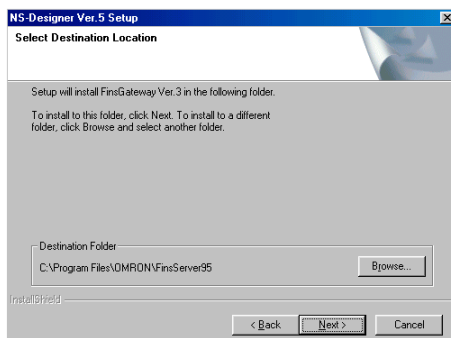 NS-Designer Ver.5 Setup
Select Destination Location
Setup will install FinsGateway Ver.3 in the following folder.
To install to this folder, click Next. To install to a different
folder, click Browse and select another folder.
Destination Folder
C:\Program Files\OMRON\FinsServer95
Browse...
InstallShield
< Back
Next >
Cancel